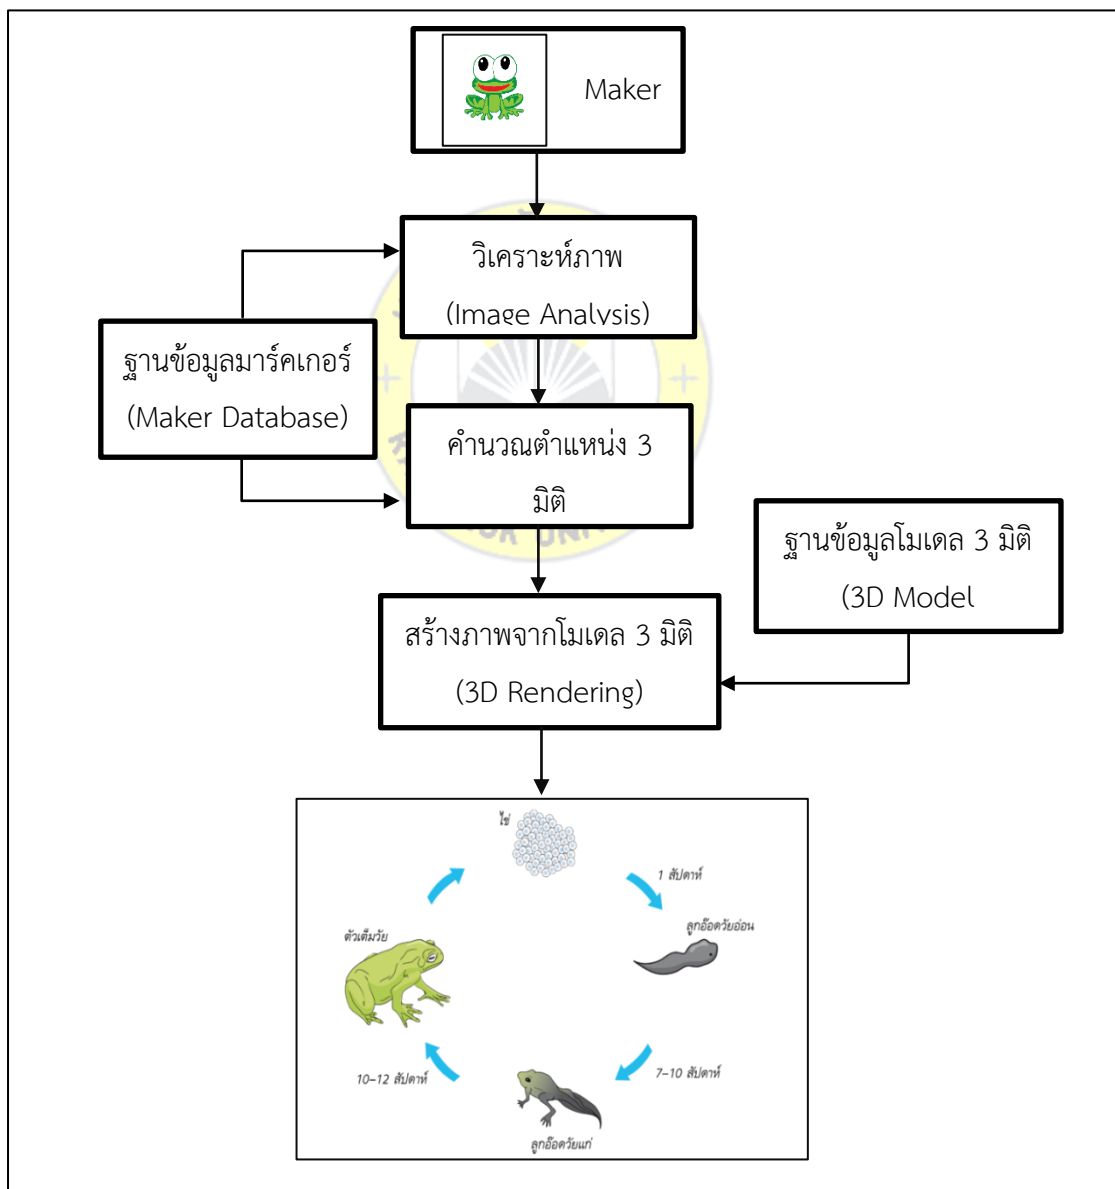 Maker
วิเคราะห์ภาพ
(Image Analysis)
ฐานข้อมูลมาร์คเกอร์
(Maker Database)
คำนวณตำแหน่ง 3
มิติ
ฐานข้อมูลโมเดล 3 มิติ
(3D Model
สร้างภาพจากโมเดล 3 มิติ
(3D Rendering)
ไข่
1 สัปดาห์
ลูกอ๊อดวัยอ่อน
ตัวเต็มวัย
7-10 สัปดาห์
10-12 สัปดาห์
ลูกอ๊อดวัยแก่